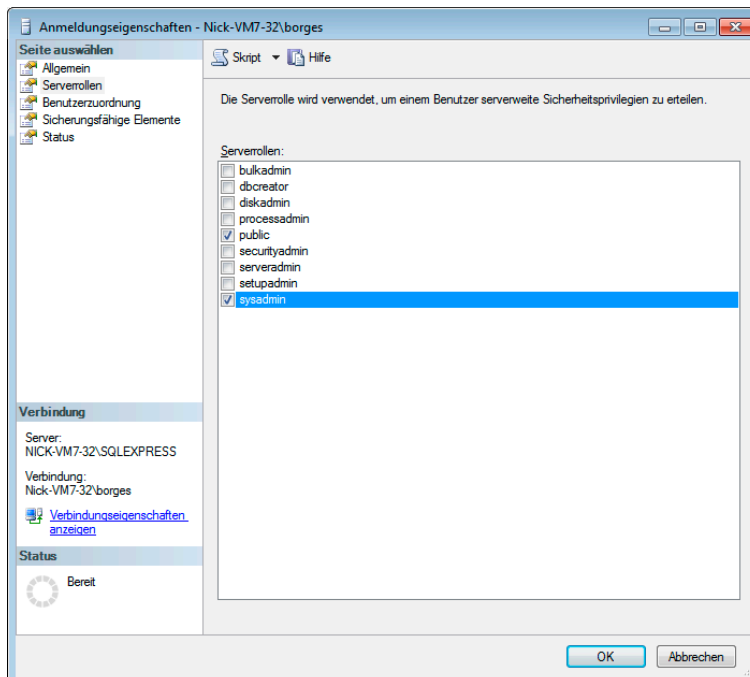 Anmeldungseigenschaften - Nick-VM7-32\borges
Seite auswählen
Allgemein
Serverrollen
Benutzerzuordnung
Sicherungsfähige Elemente
Status
Skript
Hilfe
Die Serverrolle wird verwendet, um einem Benutzer serverweite Sicherheitsprivilegien zu erteilen.
Serverrollen:
bulkadmin
dbcreator
diskadmin
processadmin
public
securityadmin
serveradmin
setupadmin
sysadmin
Verbindung
Server:
NICK-VM7-32\SQLEXPRESS
Verbindung:
Nick-VM7-32\borges
Verbindungseigenschaften
anzeigen
Status
Bereit
OK
Abbrechen